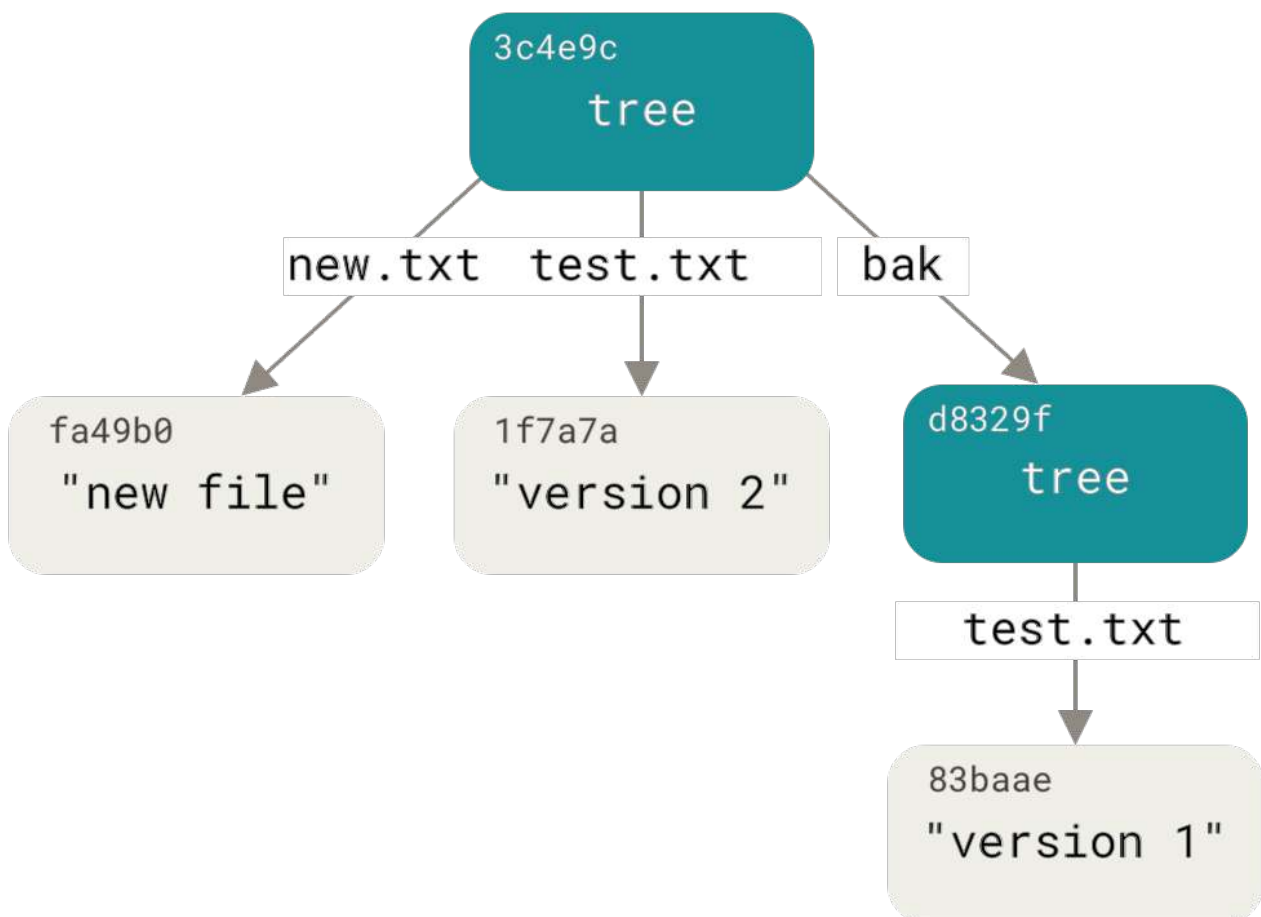 3c4e9c
tree
new.txt test.txt bak
fa49b0
"new file"
1f7a7a
"version 2"
d8329f
tree
test.txt
83baae
"version 1"